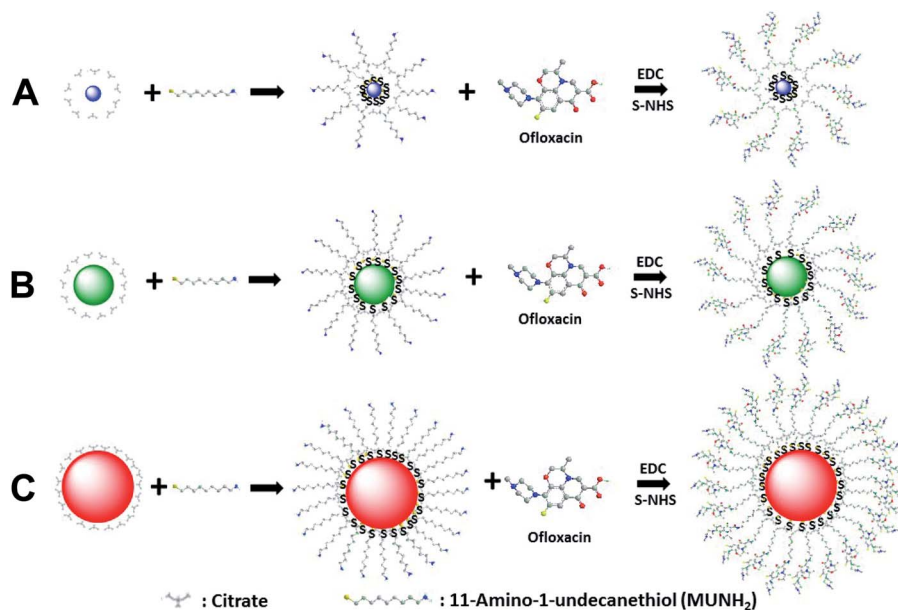 A
+
+
Ofloxacin
EDC
S-NHS
B
+
+
Ofloxacin
EDC
S-NHS
C
+
+
Ofloxacin
EDC
S-NHS
: Citrate
: 11-Amino-1-undecanethiol (MUNH₂)